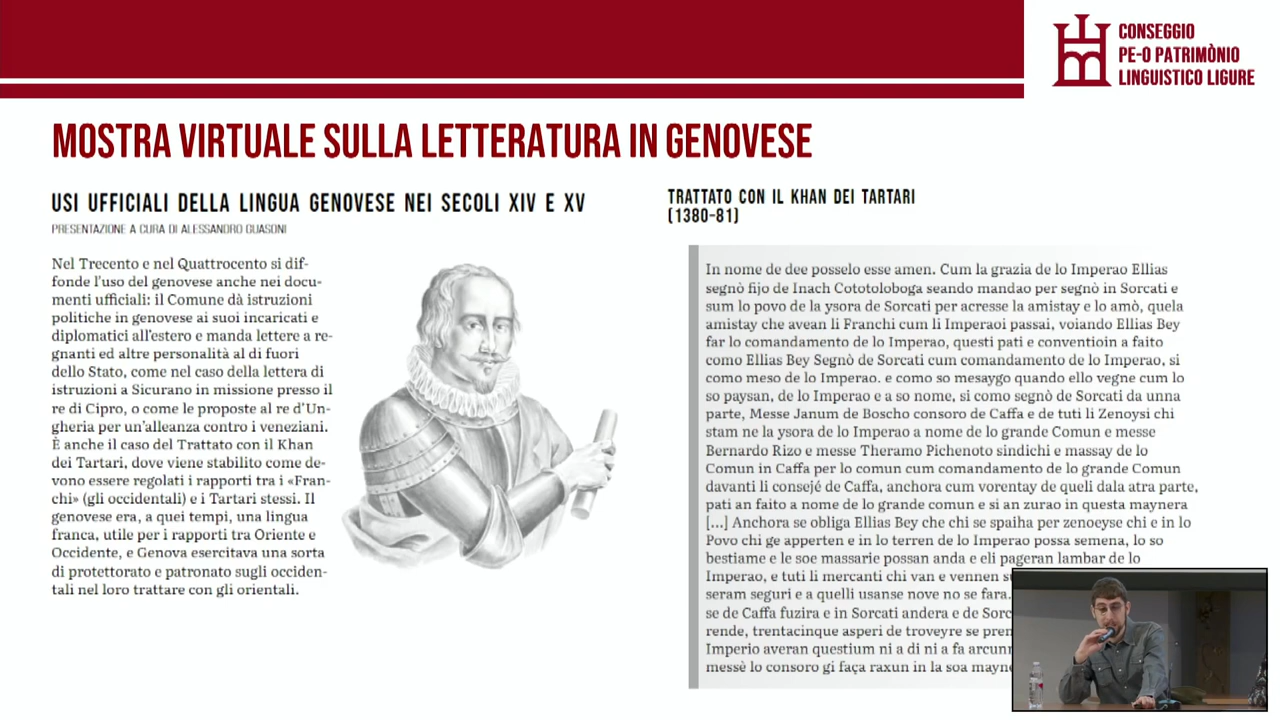 CONSEGGIO
PE-O PATRIMÒNIO
LINGUISTICO LIGURE
MOSTRA VIRTUALE SULLA LETTERATURA IN GENOVESE
USI UFFICIALI DELLA LINGUA GENOVESE NEI SECOLI XIV E XV
PRESENTAZIONE A CURA DI ALESSANDRO GUASONI
Nel Trecento e nel Quattrocento si dif-
fonde l'uso del genovese anche nei docu-
menti ufficiali: il Comune dà istruzioni
politiche in genovese ai suoi incaricati e
diplomatici all'estero e manda lettere a re-
gnanti ed altre personalità al di fuori
dello Stato, come nel caso della lettera di
istruzioni a Sicurano in missione presso il
re di Cipro, o come le proposte al re d'Un-
gheria per un'alleanza contro i veneziani.
È anche il caso del Trattato con il Khan
dei Tartari, dove viene stabilito come de-
vono essere regolati i rapporti tra i «Fran-
chi» (gli occidentali) e i Tartari stessi. Il
genovese era, a quei tempi, una lingua
franca, utile per i rapporti tra Oriente e
Occidente, e Genova esercitava una sorta
di protettorato e patronato sugli occiden-
tali nel loro trattare con gli orientali.
TRATTATO CON IL KHAN DEI TARTARI
(1380-81)
In nome de dee posselo esse amen. Cum la grazia de lo Imperao Ellias
segnò fijo de Inach Cototoloboga seando mandao per segnò in Sorcati e
sum lo povo de la ysora de Sorcati per acresse la amistay e lo amò, quela
amistay che avean li Franchi cum li Imperaoi passai, voiando Ellias Bey
far lo comandamento de lo Imperao, questi pati e conventioin a faito
como Ellias Bey Segnò de Sorcati cum comandamento de lo Imperao, si
como meso de lo Imperao. e como so mesaygo quando ello vegne cum lo
so paysan, de lo Imperao e a so nome, si como segnò de Sorcati da unna
parte, Messe Janum de Boscho consoro de Caffa e de tuti li Zenoysi chi
stam ne la ysora de lo Imperao a nome de lo grande Comun e messe
Bernardo Rizo e messe Theramo Pichenoto sindichi e massay de lo
Comun in Caffa per lo comun cum comandamento de lo grande Comun
davanti li consejé de Caffa, anchora cum vorentay de queli dala atra parte,
pati an faito a nome de lo grande comun e si an zurao in questa maynera
[...] Anchora se obliga Ellias Bey che chi se spaiha per zenoeyse chi e in lo
Povo chi ge apperten e in lo terren de lo Imperao possa semena, lo so
bestiame e le soe massarie possan anda e eli pageran lambar de lo
Imperao, e tuti li mercanti chi van e vennen
seram seguri e a quelli usanse nove no se fara.
se de Caffa fuzira e in Sorcati andera e de
rende, trentacinque asperi de troveyre se
Imperio averan questium ni a di ni a fa
messè lo consoro gi faça raxun in la soa